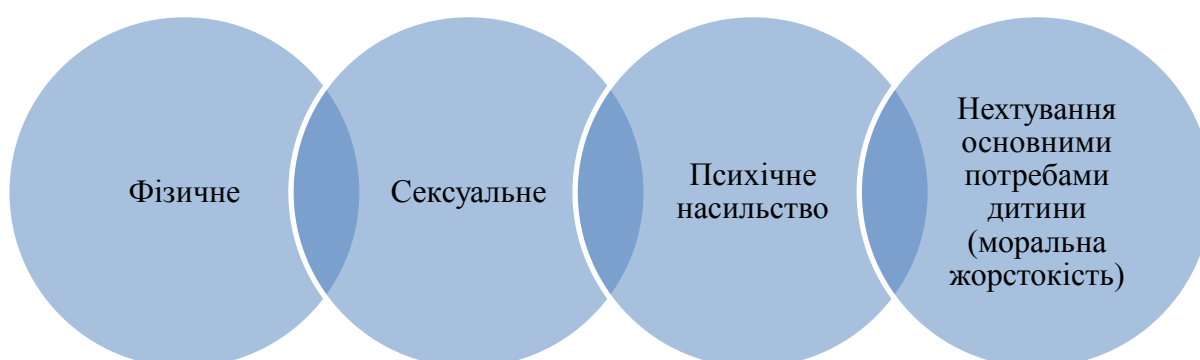 Фізичне
Сексуальне
Психічне
насильство
Нехтування
основними
потребами
дитини
(моральна
жорстокість)